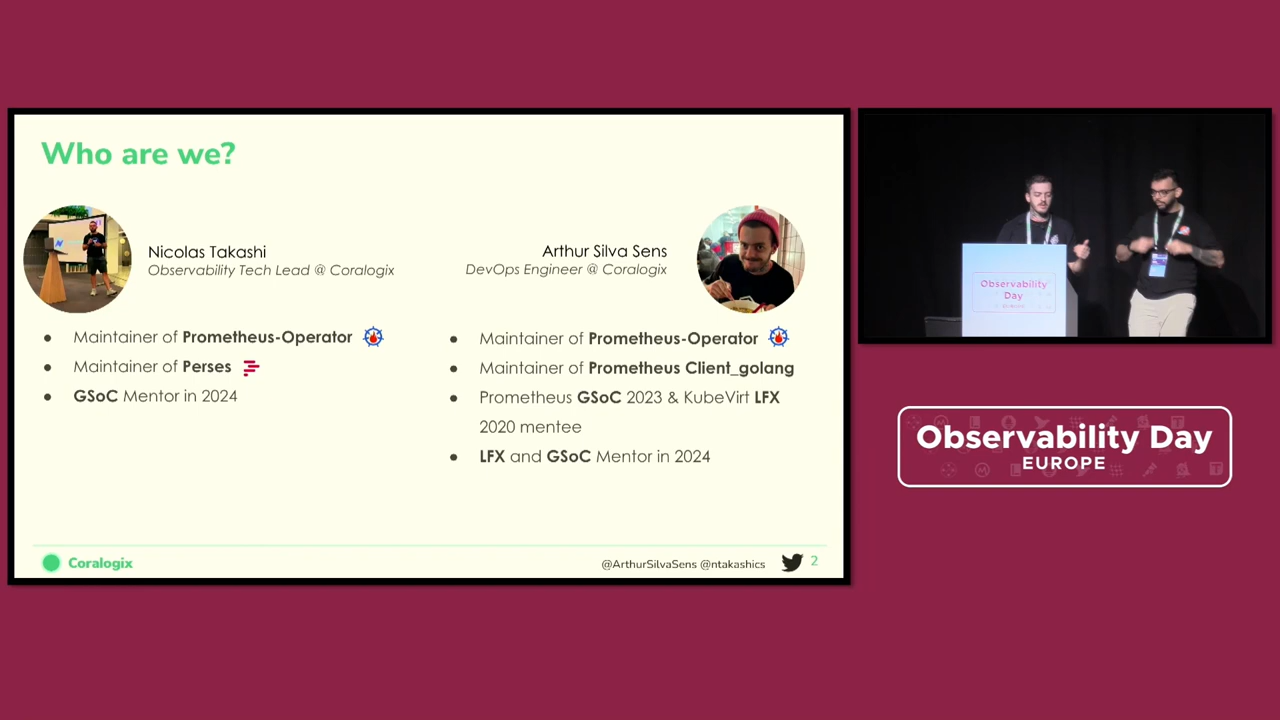 Who are we?
Nicolas Takashi
Observability Tech Lead @ Coralogix
● Maintainer of Prometheus-Operator
● Maintainer of Perses
● GSoC Mentor in 2024
Arthur Silva Sens
DevOps Engineer @ Coralogix
● Maintainer of Prometheus-Operator
● Maintainer of Prometheus Client_golang
● Prometheus GSoC 2023 & KubeVirt LFX
2020 mentee
● LFX and GSoC Mentor in 2024
Coralogix
@ArthurSilvaSens @ntakashics
2
Observability
Day
Observability Day
EUROPE